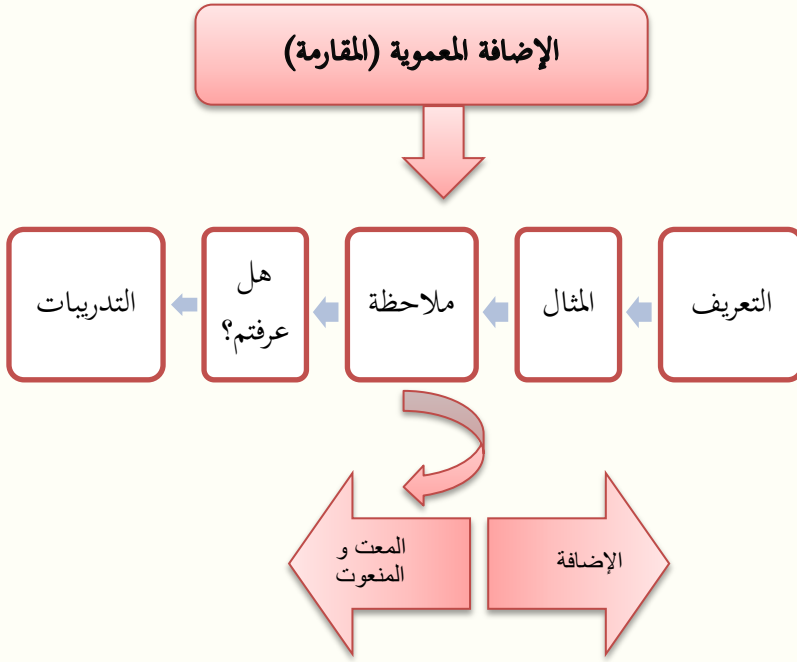 الإضافة المعموية (المقارمة)
التعريف
المثال
ملاحظة
هل
عرفتم؟
التدريبات
الإضافة
المعت و
المنعوت